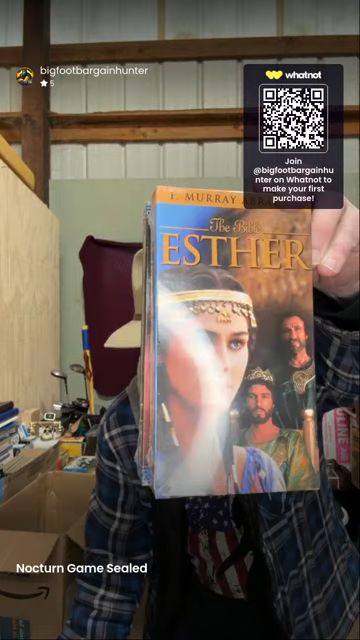 bigfootbargainhunter
★ 5
whatnot
Join
@bigfootbargainhu
nter on Whatnot to
make your first
purchase!
F. MURRAY ABRA
The Bible
ESTHER
Nocturn Game Sealed